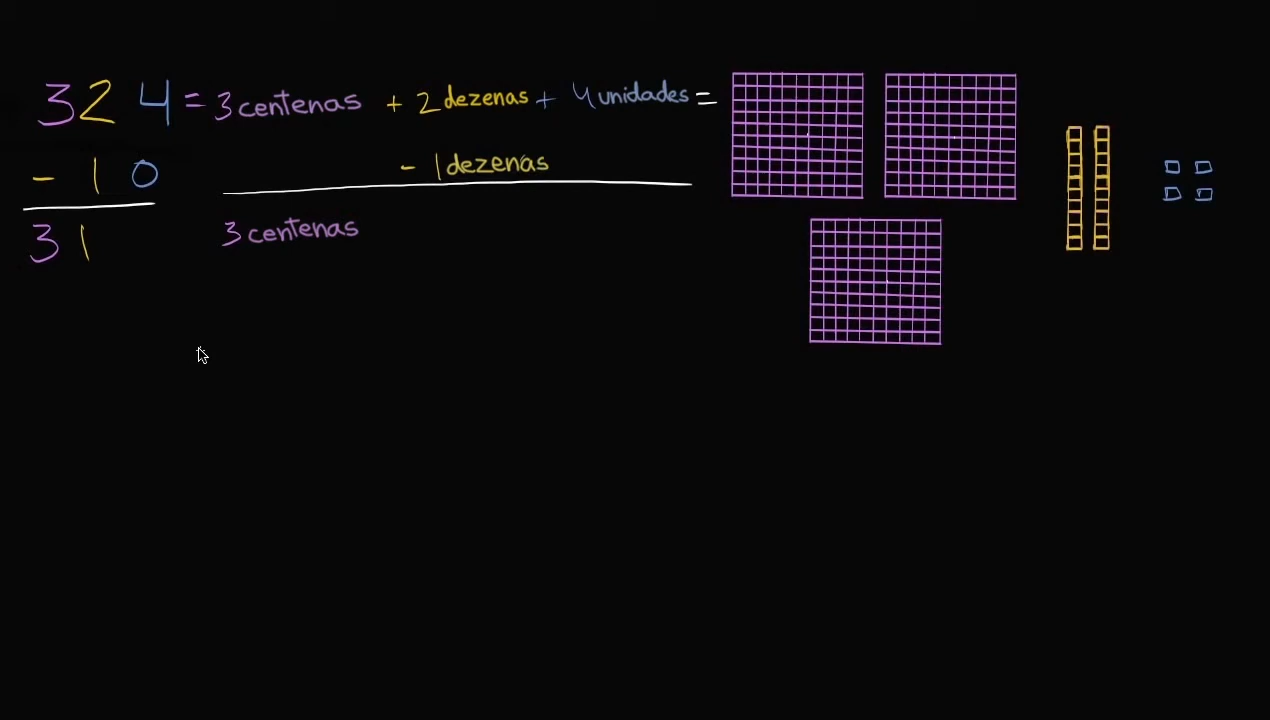 324 = 3 centenas + 2 dezenas + 4 unidades =
- 10 - 1 dezenas
31 3 centenas